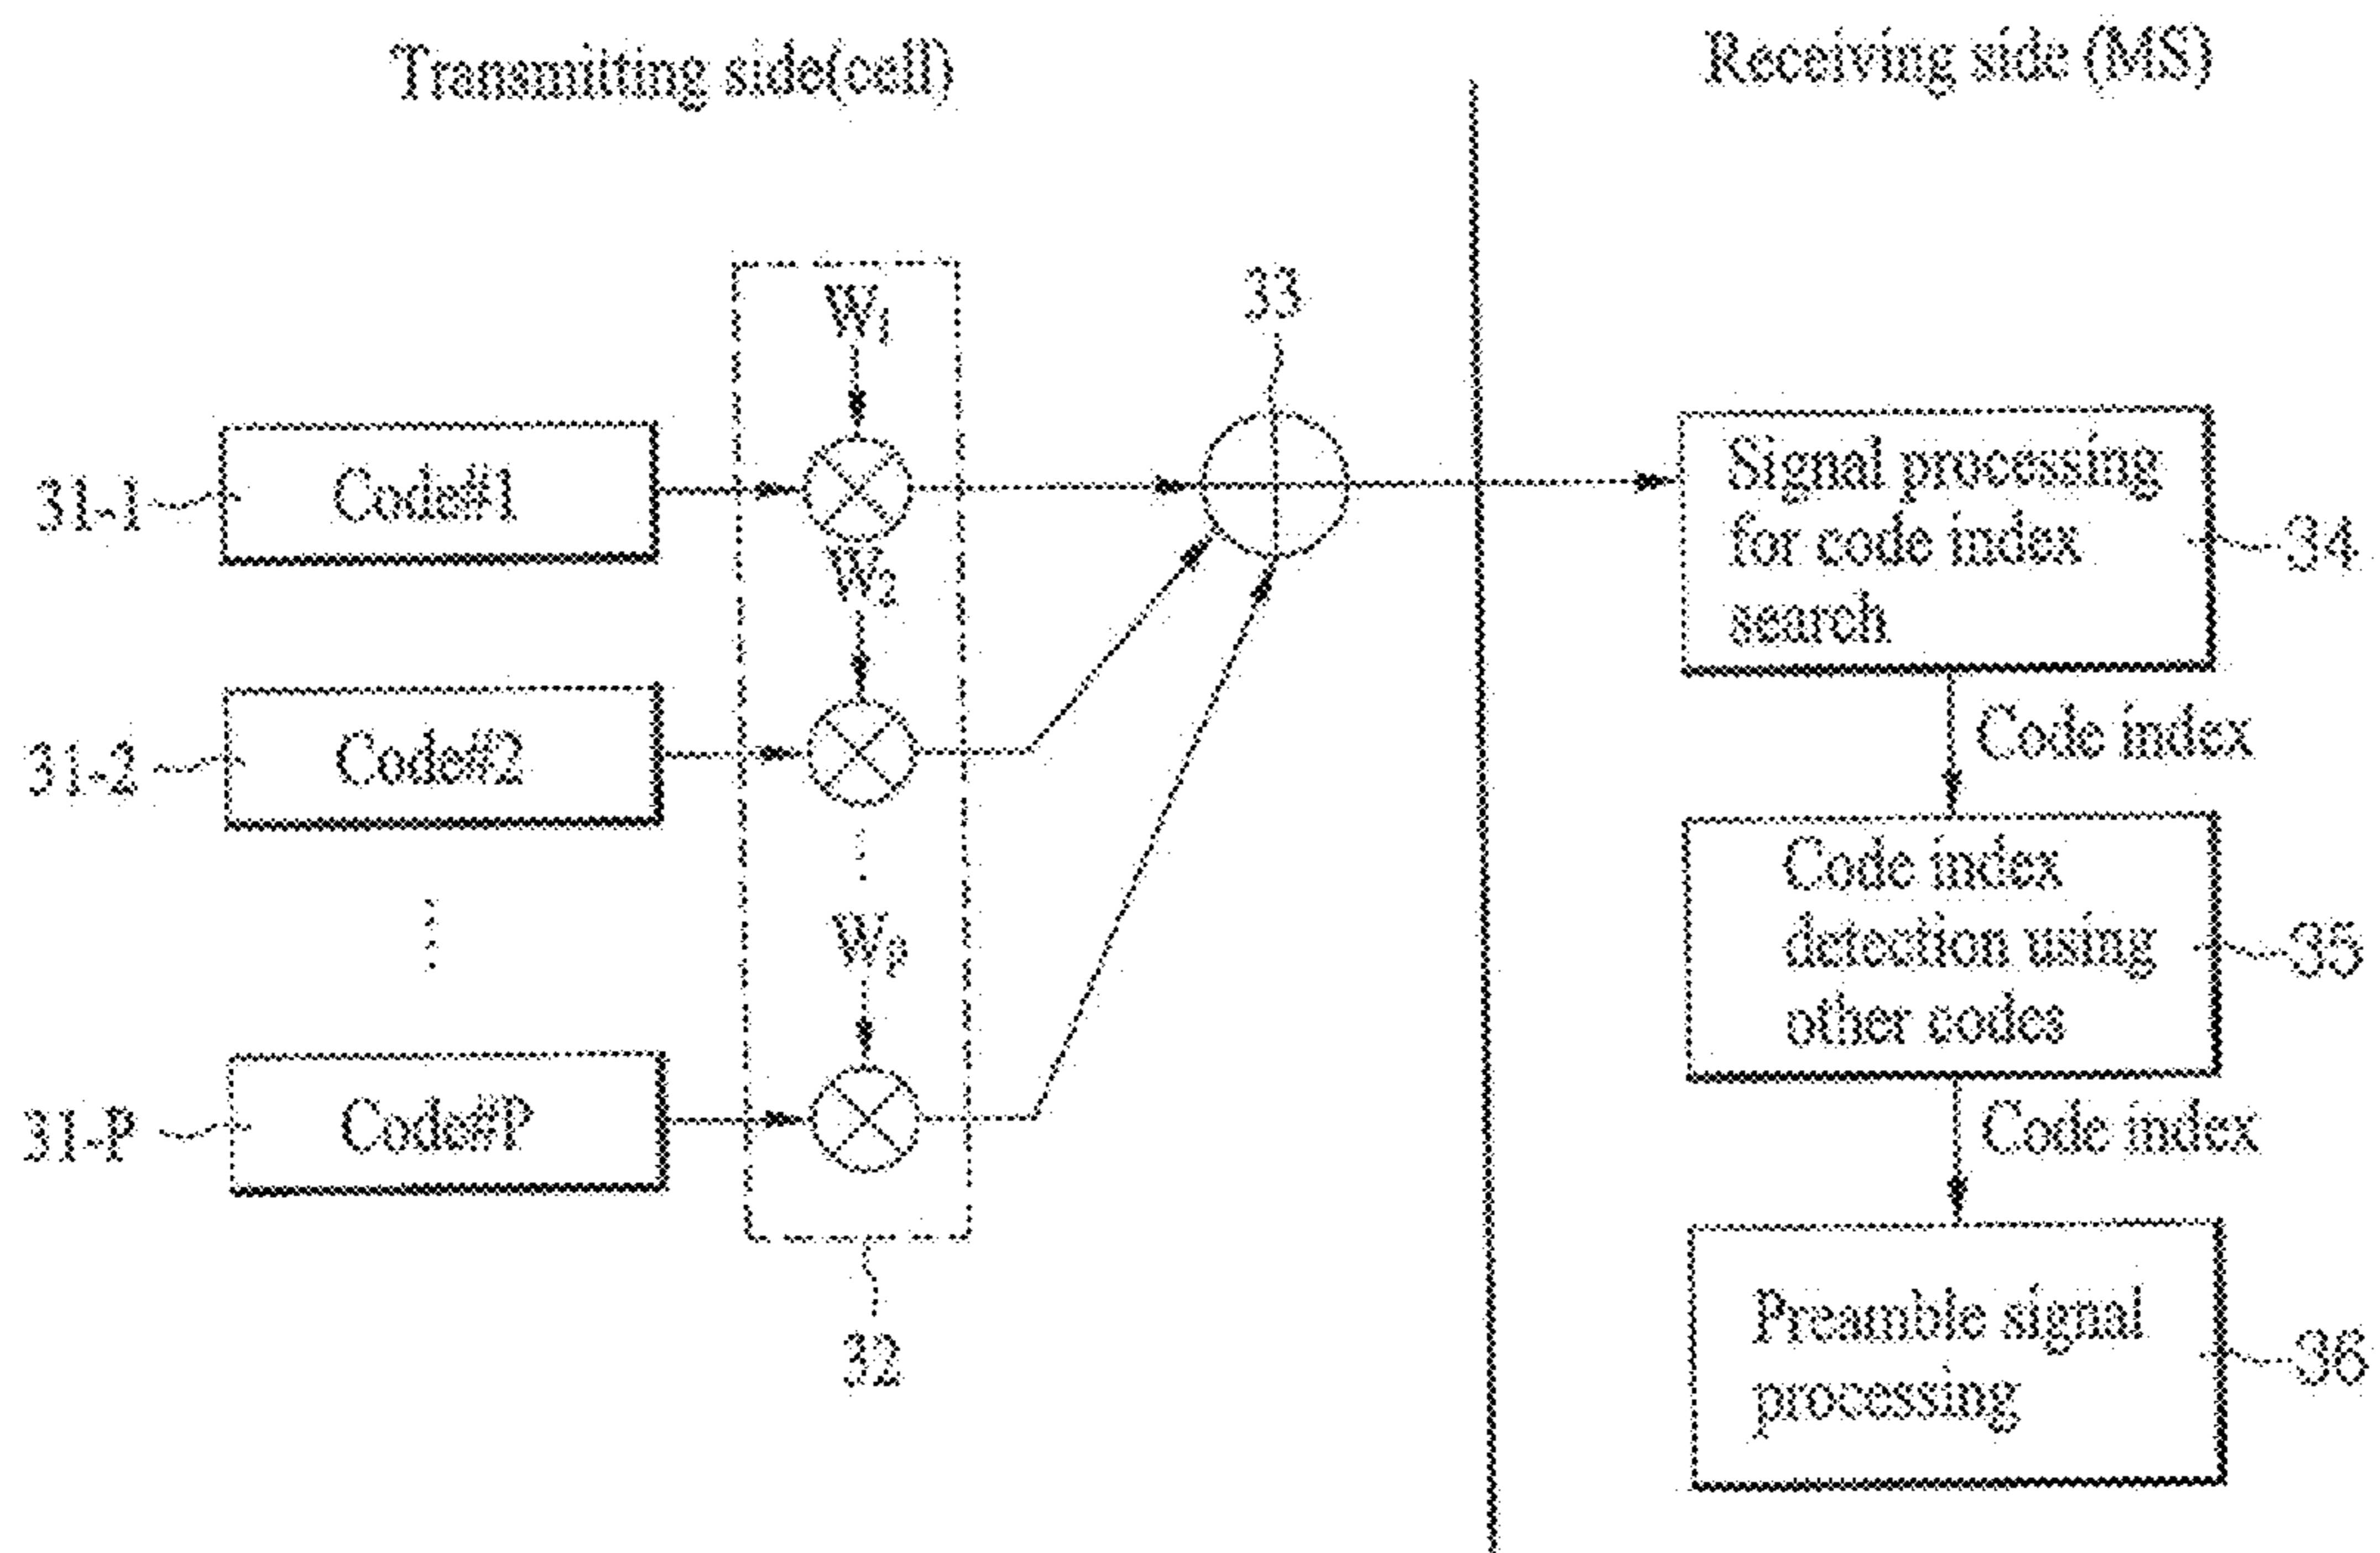 Transmitting side(cell)
Receiving side (MS)
W1
33
31-1
Code#1
Signal processing
for code index
search
34
W2
31-2
Code#2
Code index
Code index
detection using
other codes
35
Wp
31-P
Code#P
Code index
32
Preamble signal
processing
36